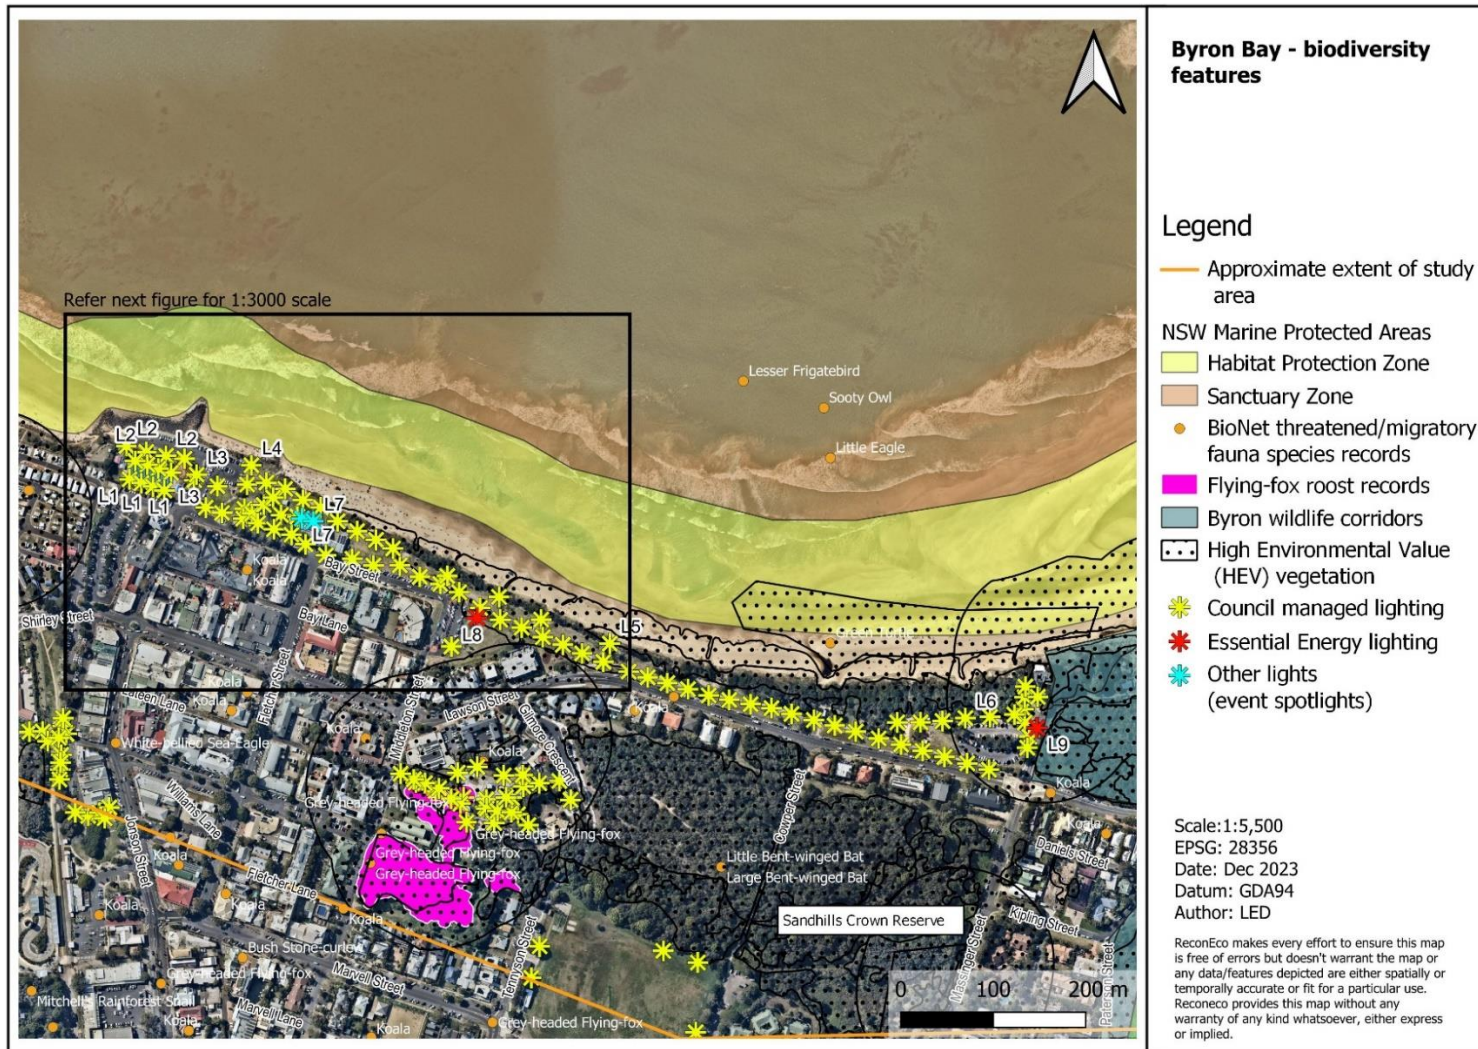 Byron Bay - biodiversity
features
Refer next figure for 1:3000 scale
Lesser Frigatebird
Sooty Owl
Little Eagle
L2
L2
L2
L3
L4
L1
L1
L1
L3
L7
L7
Koala
Koala
Bay Street
Shirley Street
Bay Lane
L8
L5
Green Turtle
Koala
Fletcher Street
Lawson Street
Koala
L6
White-bellied Sea-Eagle
Koala
Middleton Street
Gilmore Crescent
Koala
L9
Koala
Williams Lane
Grey-headed Flying-fox
Grey-headed Flying-fox
Cowper Street
Koala
Jonson Street
Koala
Grey-headed Flying-fox
Grey-headed Flying-fox
Little Bent-winged Bat
Large Bent-winged Bat
Daniels Street
Fletcher Lane
Koala
Koala
Sandhills Crown Reserve
Kipling Street
Bush Stone-curlew
Tennyson Street
Massinger Street
Paterson Street
Grey-headed Flying-fox
Marvell Street
Mitchell's Rainforest Snail
Marvell Lane
Koala
Koala
Grey-headed Flying-fox
0 100 200 m
Legend
Approximate extent of study
area
NSW Marine Protected Areas
Habitat Protection Zone
Sanctuary Zone
BioNet threatened/migratory
fauna species records
Flying-fox roost records
Byron wildlife corridors
High Environmental Value
(HEV) vegetation
Council managed lighting
Essential Energy lighting
Other lights
(event spotlights)
Scale:1:5,500
EPSG: 28356
Date: Dec 2023
Datum: GDA94
Author: LED
ReconEco makes every effort to ensure this map
is free of errors but doesn't warrant the map or
any data/features depicted are either spatially or
temporally accurate or fit for a particular use.
Reconeco provides this map without any
warranty of any kind whatsoever, either express
or implied.